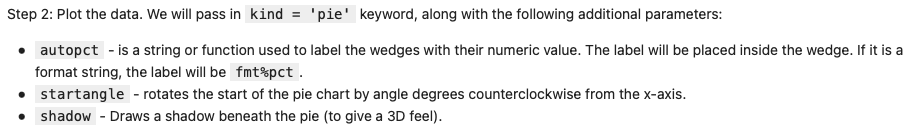 Step 2: Plot the data. We will pass in kind = 'pie' keyword, along with the following additional parameters:
• autopct - is a string or function used to label the wedges with their numeric value. The label will be placed inside the wedge. If it is a
format string, the label will be fmt%pct .
• startangle - rotates the start of the pie chart by angle degrees counterclockwise from the x-axis.
• shadow - Draws a shadow beneath the pie (to give a 3D feel).